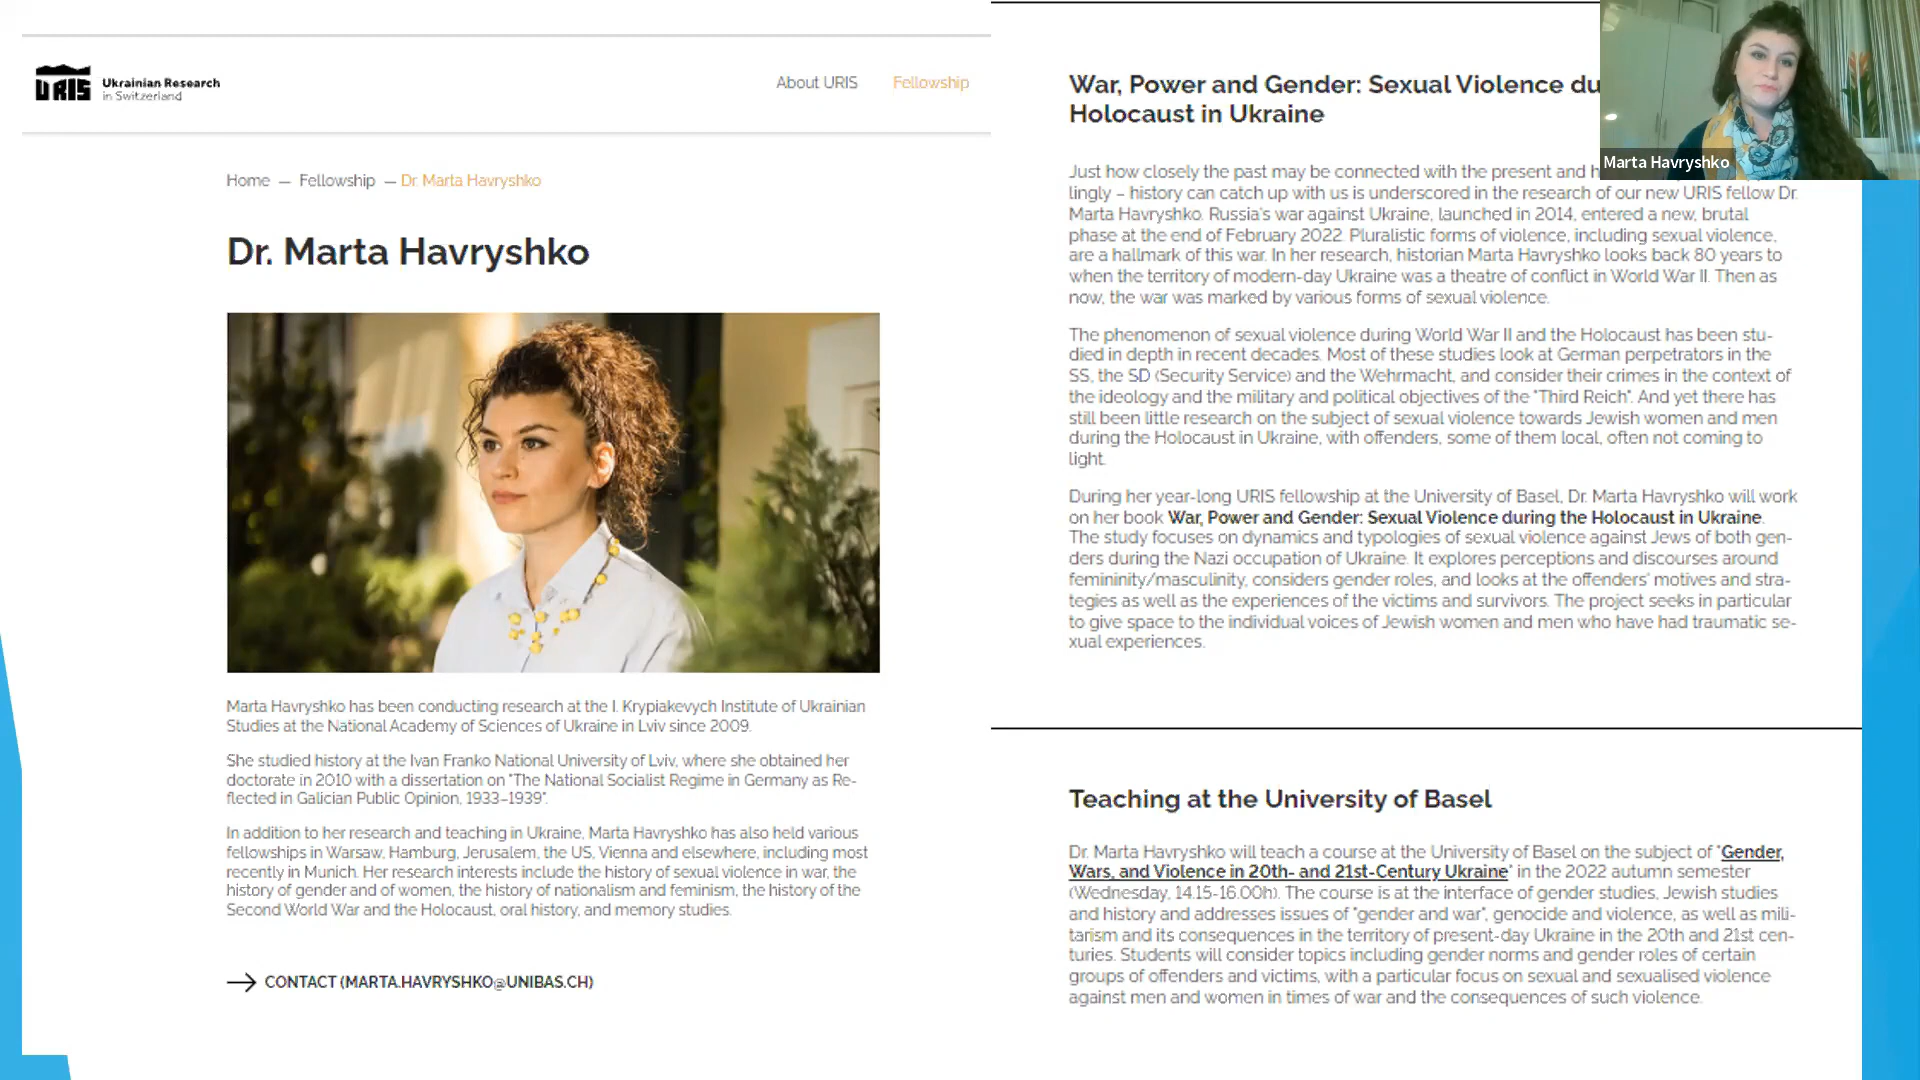 URIS
Ukrainian Research
in Switzerland
About URIS
Fellowship
Home — Fellowship — Dr. Marta Havryshko
Dr. Marta Havryshko
Marta Havryshko has been conducting research at the I. Krypiakevych Institute of Ukrainian
Studies at the National Academy of Sciences of Ukraine in Lviv since 2009.
She studied history at the Ivan Franko National University of Lviv, where she obtained her
doctorate in 2010 with a dissertation on "The National Socialist Regime in Germany as Re-
flected in Galician Public Opinion, 1933–1939".
In addition to her research and teaching in Ukraine, Marta Havryshko has also held various
fellowships in Warsaw, Hamburg, Jerusalem, the US, Vienna and elsewhere, including most
recently in Munich. Her research interests include the history of sexual violence in war, the
history of gender and of women, the history of nationalism and feminism, the history of the
Second World War and the Holocaust, oral history, and memory studies.
→ CONTACT (MARTA.HAVRYSHKO@UNIBAS.CH)
War, Power and Gender: Sexual Violence du
Holocaust in Ukraine
Just how closely the past may be connected with the present and h
lingly – history can catch up with us is underscored in the research of our new URIS fellow Dr.
Marta Havryshko. Russia's war against Ukraine, launched in 2014, entered a new, brutal
phase at the end of February 2022. Pluralistic forms of violence, including sexual violence,
are a hallmark of this war. In her research, historian Marta Havryshko looks back 80 years to
when the territory of modern-day Ukraine was a theatre of conflict in World War II. Then as
now, the war was marked by various forms of sexual violence.
The phenomenon of sexual violence during World War II and the Holocaust has been stu-
died in depth in recent decades. Most of these studies look at German perpetrators in the
SS, the SD (Security Service) and the Wehrmacht, and consider their crimes in the context of
the ideology and the military and political objectives of the "Third Reich". And yet there has
still been little research on the subject of sexual violence towards Jewish women and men
during the Holocaust in Ukraine, with offenders, some of them local, often not coming to
light.
During her year-long URIS fellowship at the University of Basel, Dr. Marta Havryshko will work
on her book War, Power and Gender: Sexual Violence during the Holocaust in Ukraine.
The study focuses on dynamics and typologies of sexual violence against Jews of both gen-
ders during the Nazi occupation of Ukraine. It explores perceptions and discourses around
femininity/masculinity, considers gender roles, and looks at the offenders' motives and stra-
tegies as well as the experiences of the victims and survivors. The project seeks in particular
to give space to the individual voices of Jewish women and men who have had traumatic se-
xual experiences.
Teaching at the University of Basel
Dr. Marta Havryshko will teach a course at the University of Basel on the subject of "Gender,
Wars, and Violence in 20th- and 21st-Century Ukraine" in the 2022 autumn semester
(Wednesday, 14.15-16.00h). The course is at the interface of gender studies, Jewish studies
and history and addresses issues of "gender and war", genocide and violence, as well as mili-
tarism and its consequences in the territory of present-day Ukraine in the 20th and 21st cen-
turies. Students will consider topics including gender norms and gender roles of certain
groups of offenders and victims, with a particular focus on sexual and sexualised violence
against men and women in times of war and the consequences of such violence.
Marta Havryshko